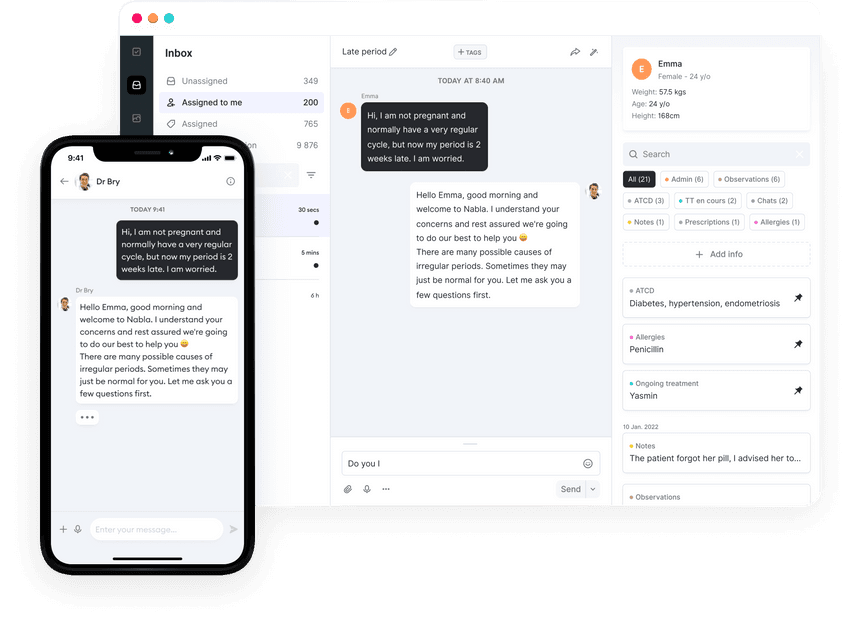 Inbox
Unassigned 349
Assigned to me 200
Assigned 765
ion 9 876
30 secs
5 mins
6 h
Late period
+ TAGS
TODAY AT 8:40 AM
Emma
E
Hi, I am not pregnant and
normally have a very regular
cycle, but now my period is 2
weeks late. I am worried.
Hello Emma, good morning and
welcome to Nabla. I understand your
concerns and rest assured we're going
to do our best to help you 😀
There are many possible causes of
irregular periods. Sometimes they may
just be normal for you. Let me ask you a
few questions first.
Do you I
Send
E
Emma
Female - 24 y/o
Weight: 57.5 kgs
Age: 24 y/o
Height: 168cm
Search
All (21) Admin (6) Observations (6)
ATCD (3) TT en cours (2) Chats (2)
Notes (1) Prescriptions (1) Allergies (1)
+ Add info
ATCD
Diabetes, hypertension, endometriosis
Allergies
Penicillin
Ongoing treatment
Yasmin
10 Jan. 2022
Notes
The patient forgot her pill, I advised her to...
Observations
9:41
Dr Bry
TODAY 9:41
Hi, I am not pregnant and
normally have a very regular
cycle, but now my period is 2
weeks late. I am worried.
Dr Bry
Hello Emma, good morning and
welcome to Nabla. I understand your
concerns and rest assured we're going
to do our best to help you 😀
There are many possible causes of
irregular periods. Sometimes they may
just be normal for you. Let me ask you a
few questions first.
Enter your message...